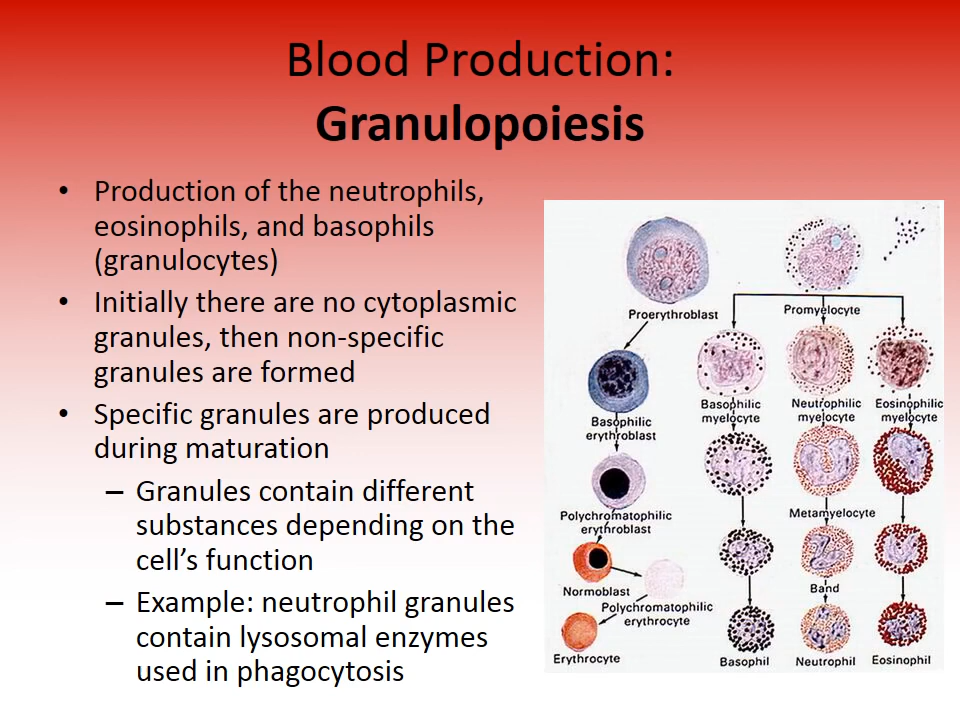 Blood Production:
Granulopoiesis
• Production of the neutrophils,
eosinophils, and basophils
(granulocytes)
• Initially there are no cytoplasmic
granules, then non-specific
granules are formed
• Specific granules are produced
during maturation
– Granules contain different
substances depending on the
cell's function
– Example: neutrophil granules
contain lysosomal enzymes
used in phagocytosis
Proerythroblast
Promyelocyte
Basophilic
erythroblast
Basophilic
myelocyte
Neutrophilic
myelocyte
Eosinophilic
myelocyte
Polychromatophilic
erythroblast
Metamyelocyte
Normoblast
Polychromatophilic
erythrocyte
Band
Erythrocyte
Basophil
Neutrophil
Eosinophil